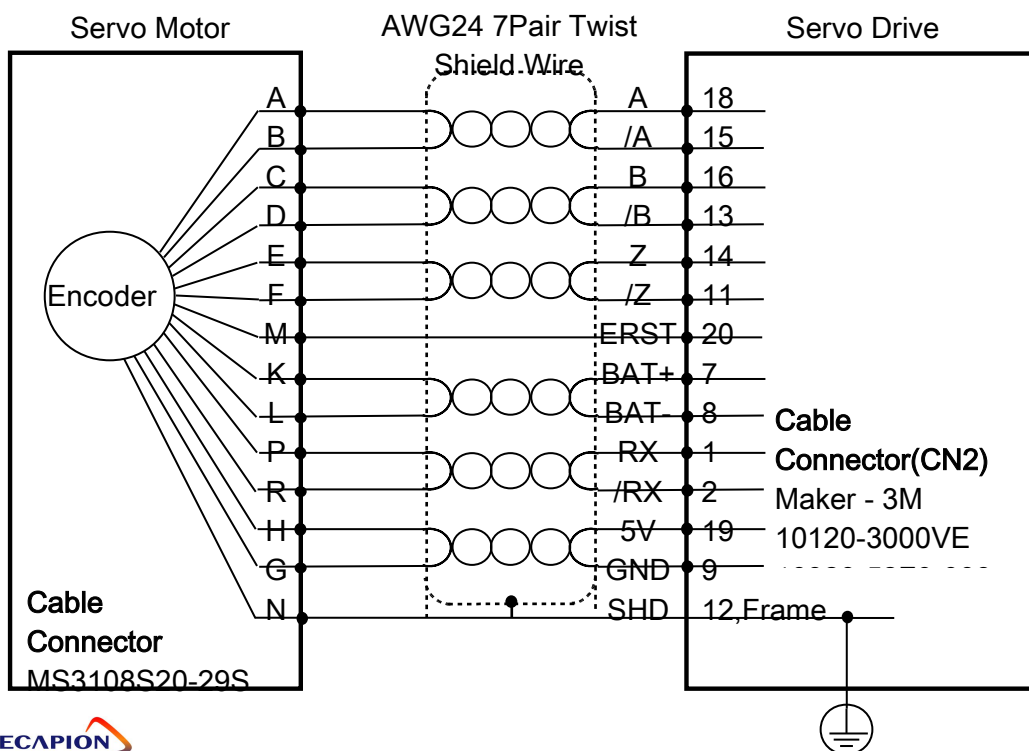 Servo Motor
AWG24 7Pair Twist
Shield Wire
Servo Drive
A A 18
B /A 15
C B 16
D /B 13
E Z 14
F /Z 11
M ERST 20
K BAT+ 7
L BAT- 8
P RX 1
R /RX 2
H 5V 19
G GND 9
N SHD 12,Frame
Encoder
Cable
Connector
MS3108S20-29S
Cable
Connector(CN2)
Maker - 3M
10120-3000VE
ECAPION